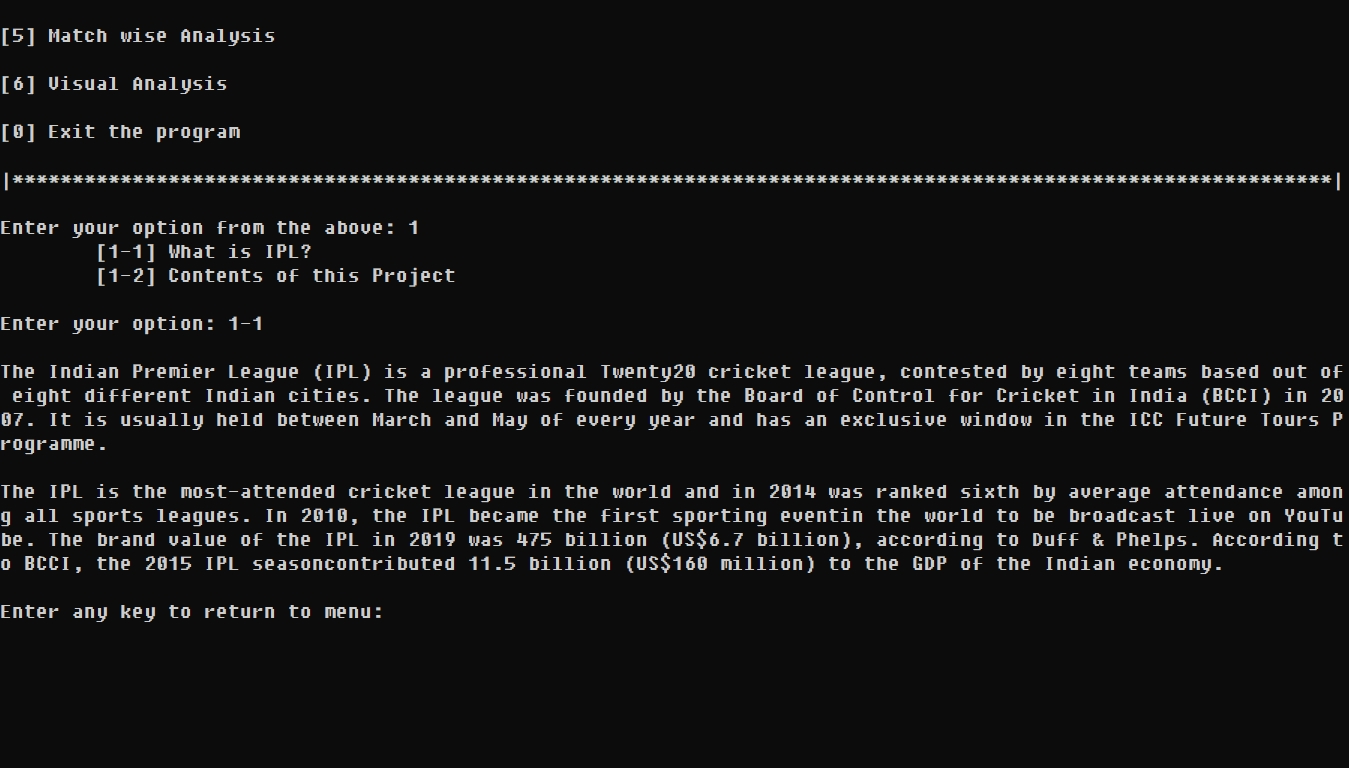 [5] Match wise Analysis
[6] Visual Analysis
[0] Exit the program
|**************************************************************************************************************|
Enter your option from the above: 1
[1-1] What is IPL?
[1-2] Contents of this Project
Enter your option: 1-1
The Indian Premier League (IPL) is a professional Twenty20 cricket league, contested by eight teams based out of
eight different Indian cities. The league was founded by the Board of Control for Cricket in India (BCCI) in 20
07. It is usually held between March and May of every year and has an exclusive window in the ICC Future Tours P
rogramme.
The IPL is the most-attended cricket league in the world and in 2014 was ranked sixth by average attendance amon
g all sports leagues. In 2010, the IPL became the first sporting eventin the world to be broadcast live on YouTu
be. The brand value of the IPL in 2019 was 475 billion (US$6.7 billion), according to Duff & Phelps. According t
o BCCI, the 2015 IPL seasoncontributed 11.5 billion (US$160 million) to the GDP of the Indian economy.
Enter any key to return to menu: